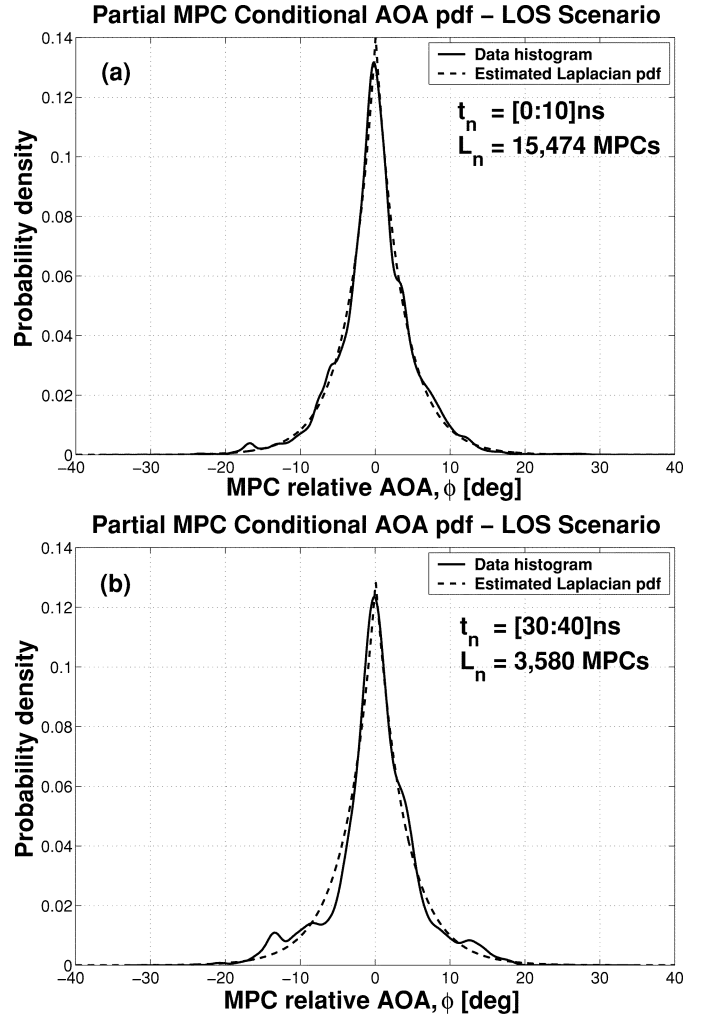 Partial MPC Conditional AOA pdf – LOS Scenario
0.14
0.12
0.1
0.08
0.06
0.04
0.02
0
Probability density
(a)
Data histogram
Estimated Laplacian pdf
tn = [0:10]ns
Ln = 15,474 MPCs
−40 −30 −20 −10 0 10 20 30 40
MPC relative AOA, ϕ [deg]
Partial MPC Conditional AOA pdf – LOS Scenario
0.14
0.12
0.1
0.08
0.06
0.04
0.02
0
Probability density
(b)
Data histogram
Estimated Laplacian pdf
tn = [30:40]ns
Ln = 3,580 MPCs
−40 −30 −20 −10 0 10 20 30 40
MPC relative AOA, ϕ [deg]